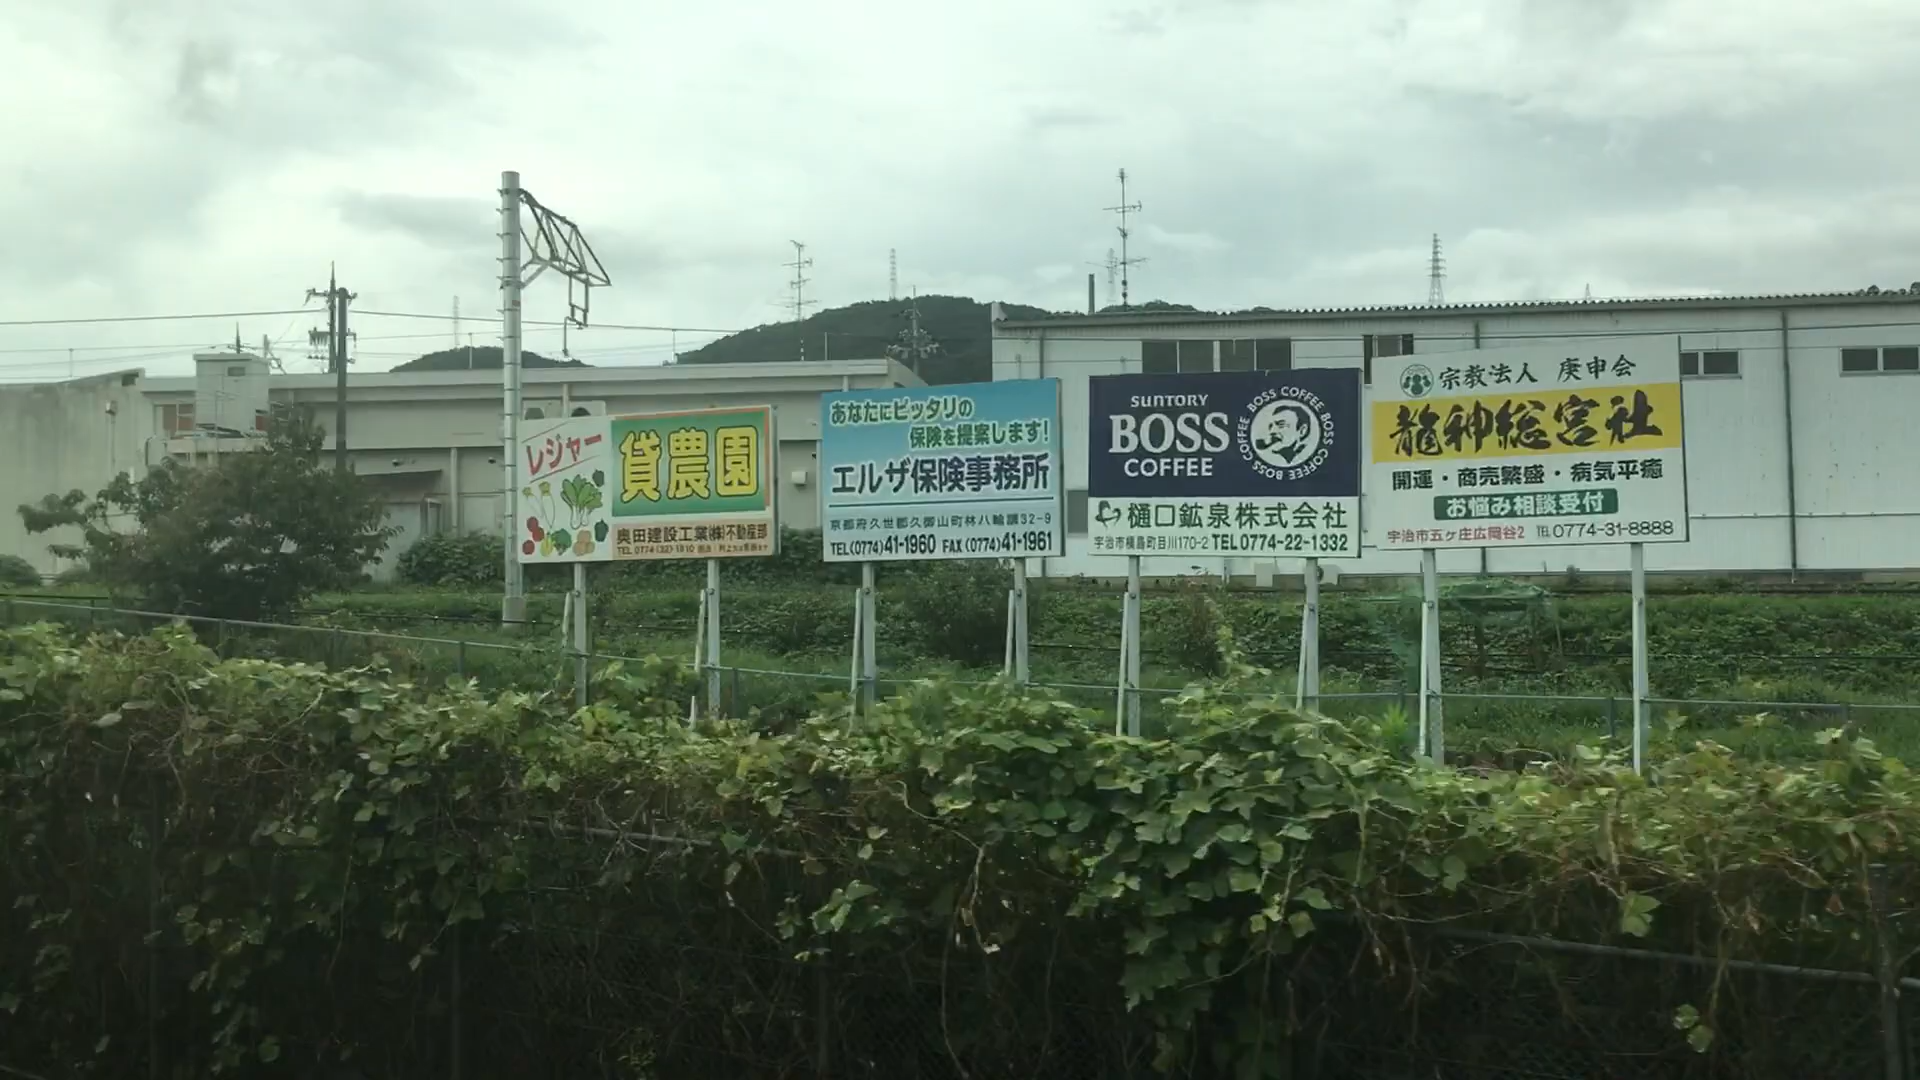 レジャー
貸農園
奥田建設工業㈱不動産部
あなたにピッタリの
保険を提案します!
エルザ保険事務所
京都府久世郡久御山町林八幡講32-9
TEL(0774)41-1960 FAX(0774)41-1961
SUNTORY
BOSS
COFFEE
BOSS COFFEE BOSS COFFEE BOSS COFFEE
樋口鉱泉株式会社
宇治市槇島町目川170-2 TEL0774-22-1332
宗教法人 庚申会
龍神総宮社
開運・商売繁盛・病気平癒
お悩み相談受付
宇治市五ヶ庄広岡谷2 TEL0774-31-8888